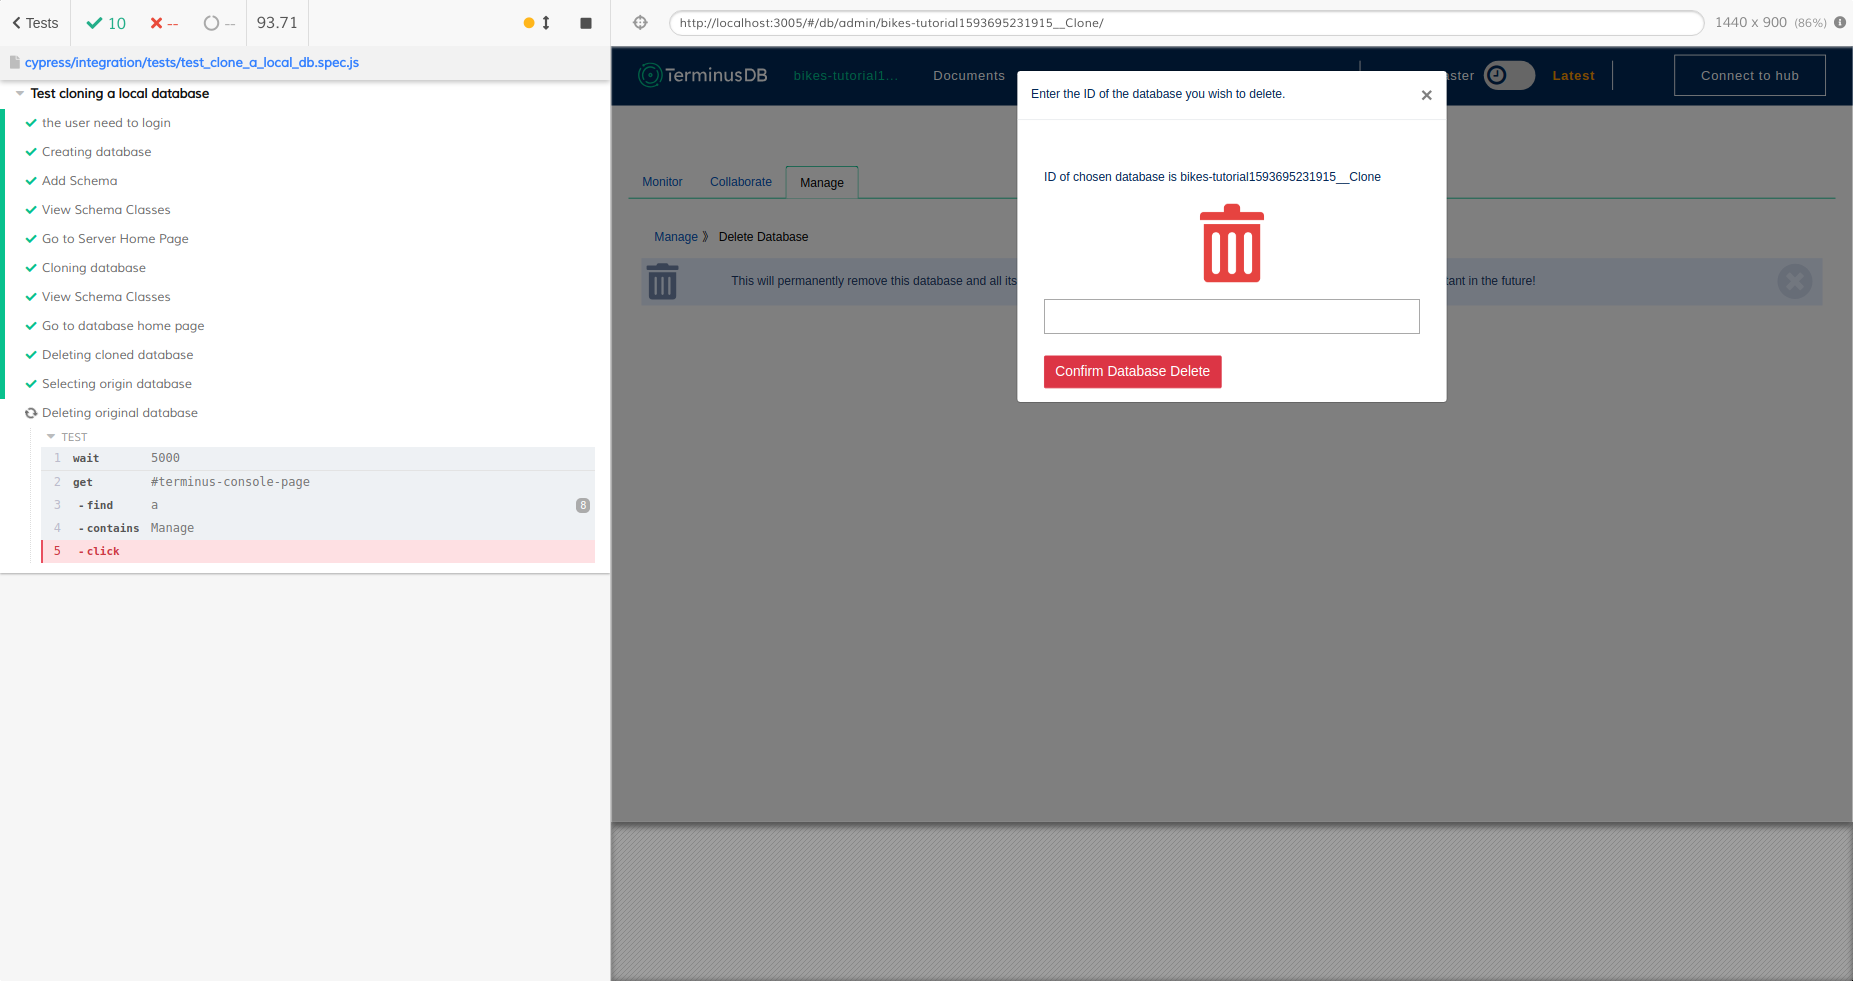 Tests
10
--
--
93.71
cypress/integration/tests/test_clone_a_local_db.spec.js
Test cloning a local database
the user need to login
Creating database
Add Schema
View Schema Classes
Go to Server Home Page
Cloning database
View Schema Classes
Go to database home page
Deleting cloned database
Selecting origin database
Deleting original database
TEST
1 wait 5000
2 get #terminus-console-page
3 -find a 8
4 -contains Manage
5 -click
http://localhost:3005/#/db/admin/bikes-tutorial1593695231915__Clone/
1440 x 900 (86%)
TerminusDB bikes-tutorial1... Documents aster Latest Connect to hub
Enter the ID of the database you wish to delete. ×
Monitor Collaborate Manage
ID of chosen database is bikes-tutorial1593695231915__Clone
Manage 》 Delete Database
This will permanently remove this database and all its tant in the future!
Confirm Database Delete